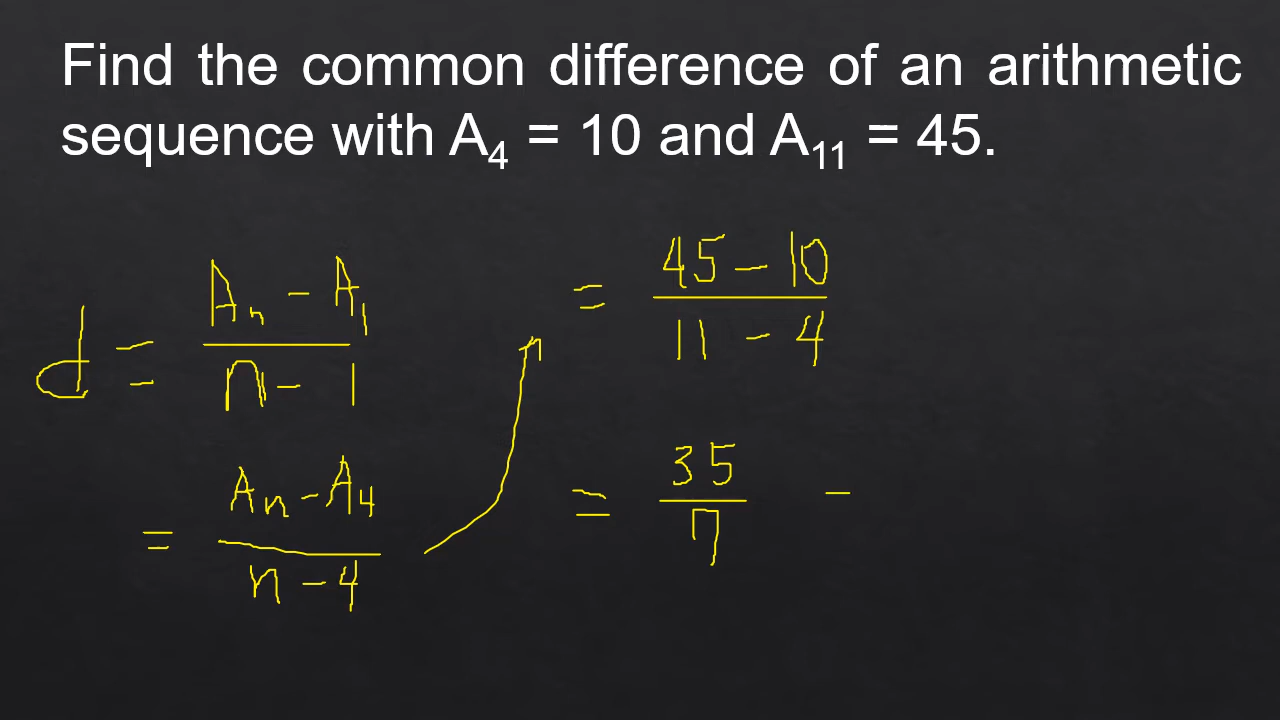 Find the common difference of an arithmetic
sequence with A₄ = 10 and A₁₁ = 45.
d = (Aₙ - A₁)/(n - 1)
= (Aₙ - A₄)/(n - 4)
= (45 - 10)/(11 - 4)
= 35/7 -